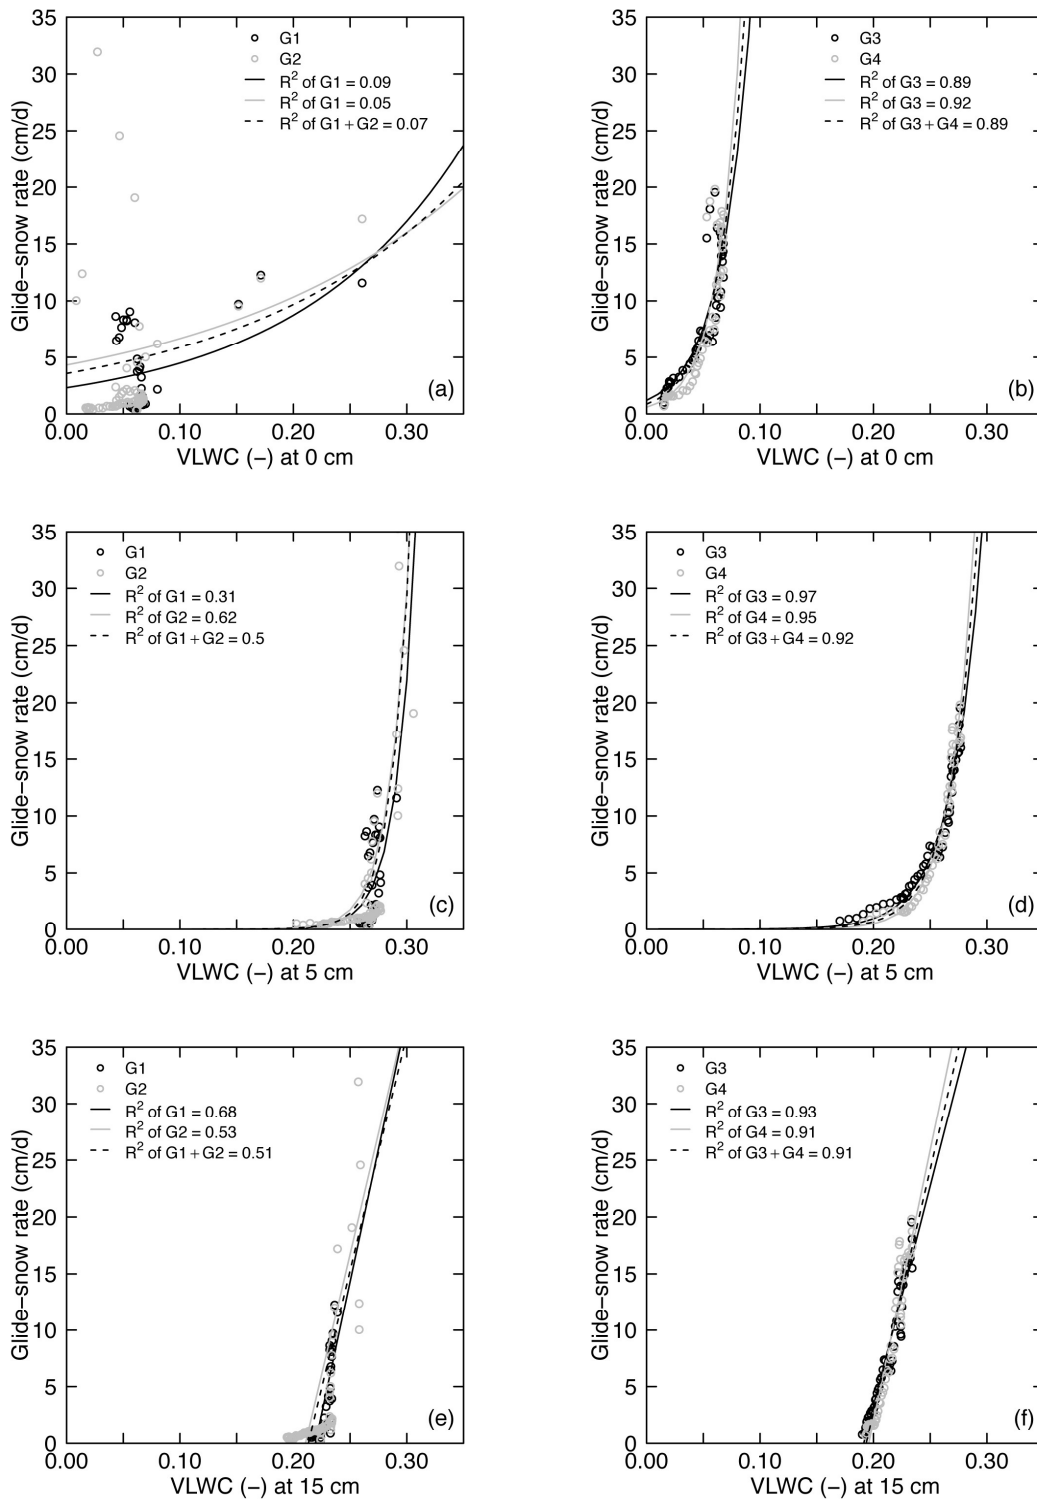 35
30
25
20
15
10
5
0
Glide–snow rate (cm/d)
G1
G2
R² of G1 = 0.09
R² of G1 = 0.05
R² of G1 + G2 = 0.07
(a)
0.00 0.10 0.20 0.30
VLWC (–) at 0 cm
35
30
25
20
15
10
5
0
Glide–snow rate (cm/d)
G3
G4
R² of G3 = 0.89
R² of G3 = 0.92
R² of G3 + G4 = 0.89
(b)
0.00 0.10 0.20 0.30
VLWC (–) at 0 cm
35
30
25
20
15
10
5
0
Glide–snow rate (cm/d)
G1
G2
R² of G1 = 0.31
R² of G2 = 0.62
R² of G1 + G2 = 0.5
(c)
0.00 0.10 0.20 0.30
VLWC (–) at 5 cm
35
30
25
20
15
10
5
0
Glide–snow rate (cm/d)
G3
G4
R² of G3 = 0.97
R² of G4 = 0.95
R² of G3 + G4 = 0.92
(d)
0.00 0.10 0.20 0.30
VLWC (–) at 5 cm
35
30
25
20
15
10
5
0
Glide–snow rate (cm/d)
G1
G2
R² of G1 = 0.68
R² of G2 = 0.53
R² of G1 + G2 = 0.51
(e)
0.00 0.10 0.20 0.30
VLWC (–) at 15 cm
35
30
25
20
15
10
5
0
Glide–snow rate (cm/d)
G3
G4
R² of G3 = 0.93
R² of G4 = 0.91
R² of G3 + G4 = 0.91
(f)
0.00 0.10 0.20 0.30
VLWC (–) at 15 cm